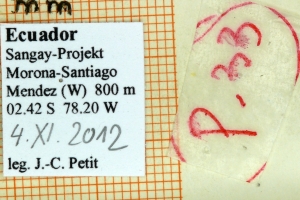 Ecuador
Sangay-Projekt
Morona-Santiago
Mendez (W) 800 m
02.42 S 78.20 W
4.XI.2012
leg. J.-C. Petit
P.33